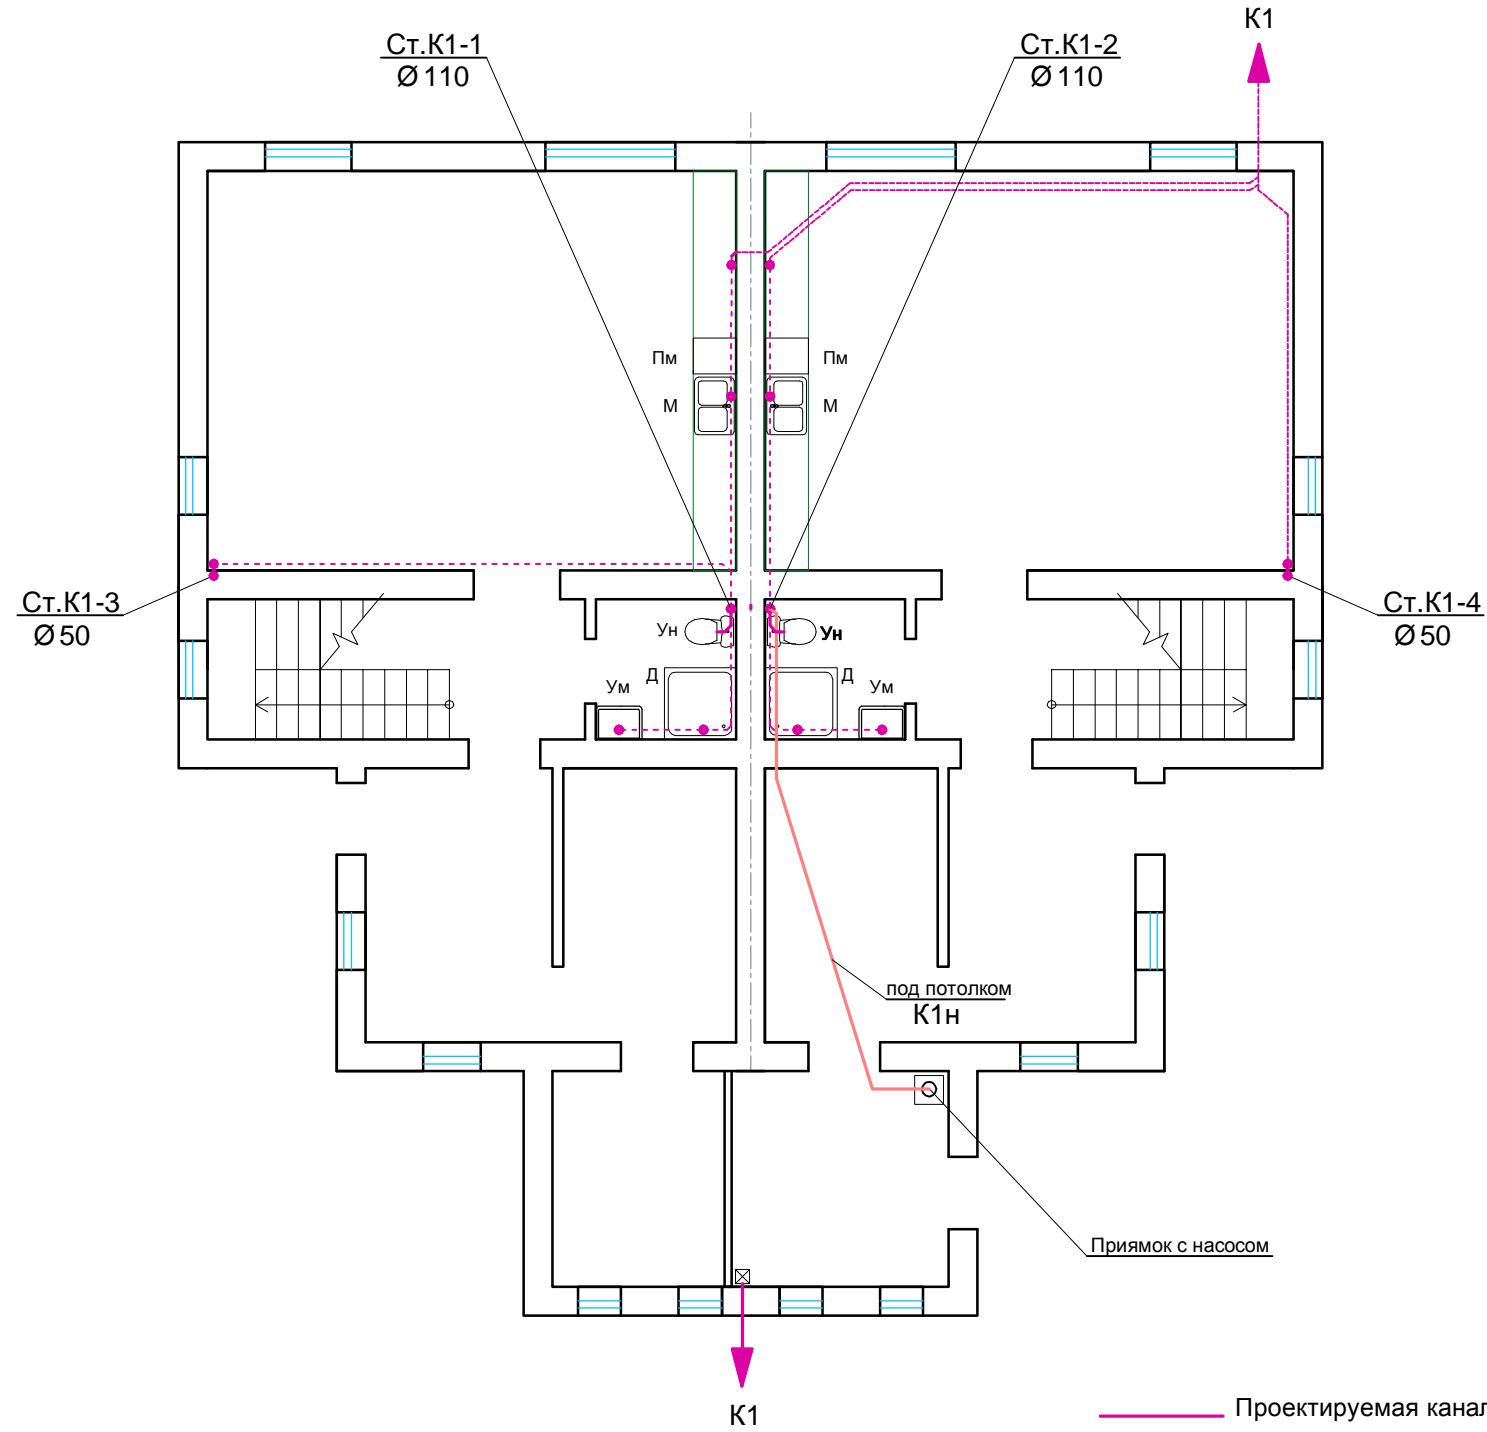 К1
Ст.К1-1
Ø110
Ст.К1-2
Ø110
Пм
Пм
М
М
Ст.К1-3
Ø50
Ст.К1-4
Ø50
Ун
Ун
Д
Д
Ум
Ум
под потолком
К1н
Приямок с насосом
К1
Проектируемая канал